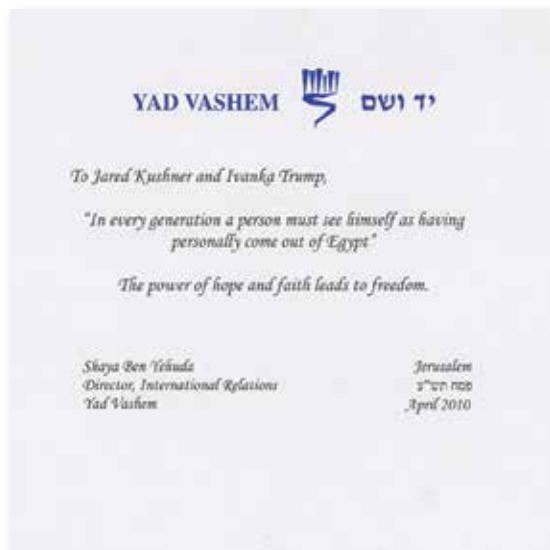 YAD VASHEM יד ושם
To Jared Kushner and Ivanka Trump,
"In every generation a person must see himself as having
personally come out of Egypt"
The power of hope and faith leads to freedom.
Shaya Ben Yehuda Jerusalem
Director, International Relations פסח תש"ע
Yad Vashem April 2010